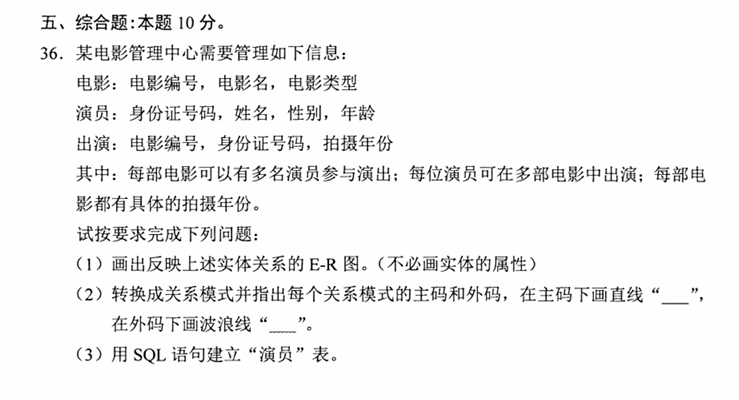 五、综合题:本题 10 分。
36. 某电影管理中心需要管理如下信息：
电影：电影编号，电影名，电影类型
演员：身份证号码，姓名，性别，年龄
出演：电影编号，身份证号码，拍摄年份
其中：每部电影可以有多名演员参与演出；每位演员可在多部电影中出演；每部电
影都有具体的拍摄年份。
试按要求完成下列问题：
（1）画出反映上述实体关系的 E-R 图。（不必画实体的属性）
（2）转换成关系模式并指出每个关系模式的主码和外码，在主码下画直线“___”，
在外码下画波浪线“﹏﹏”。
（3）用 SQL 语句建立“演员”表。